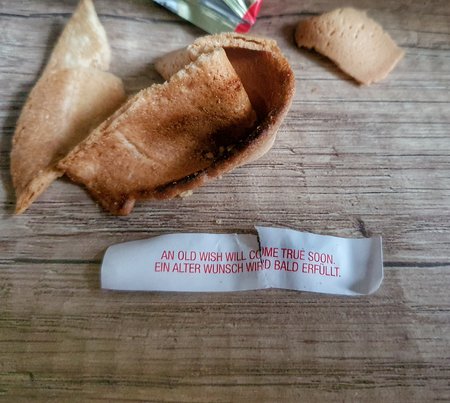 AN OLD WISH WILL COME TRUE SOON.
EIN ALTER WUNSCH WIRD BALD ERFÜLLT.